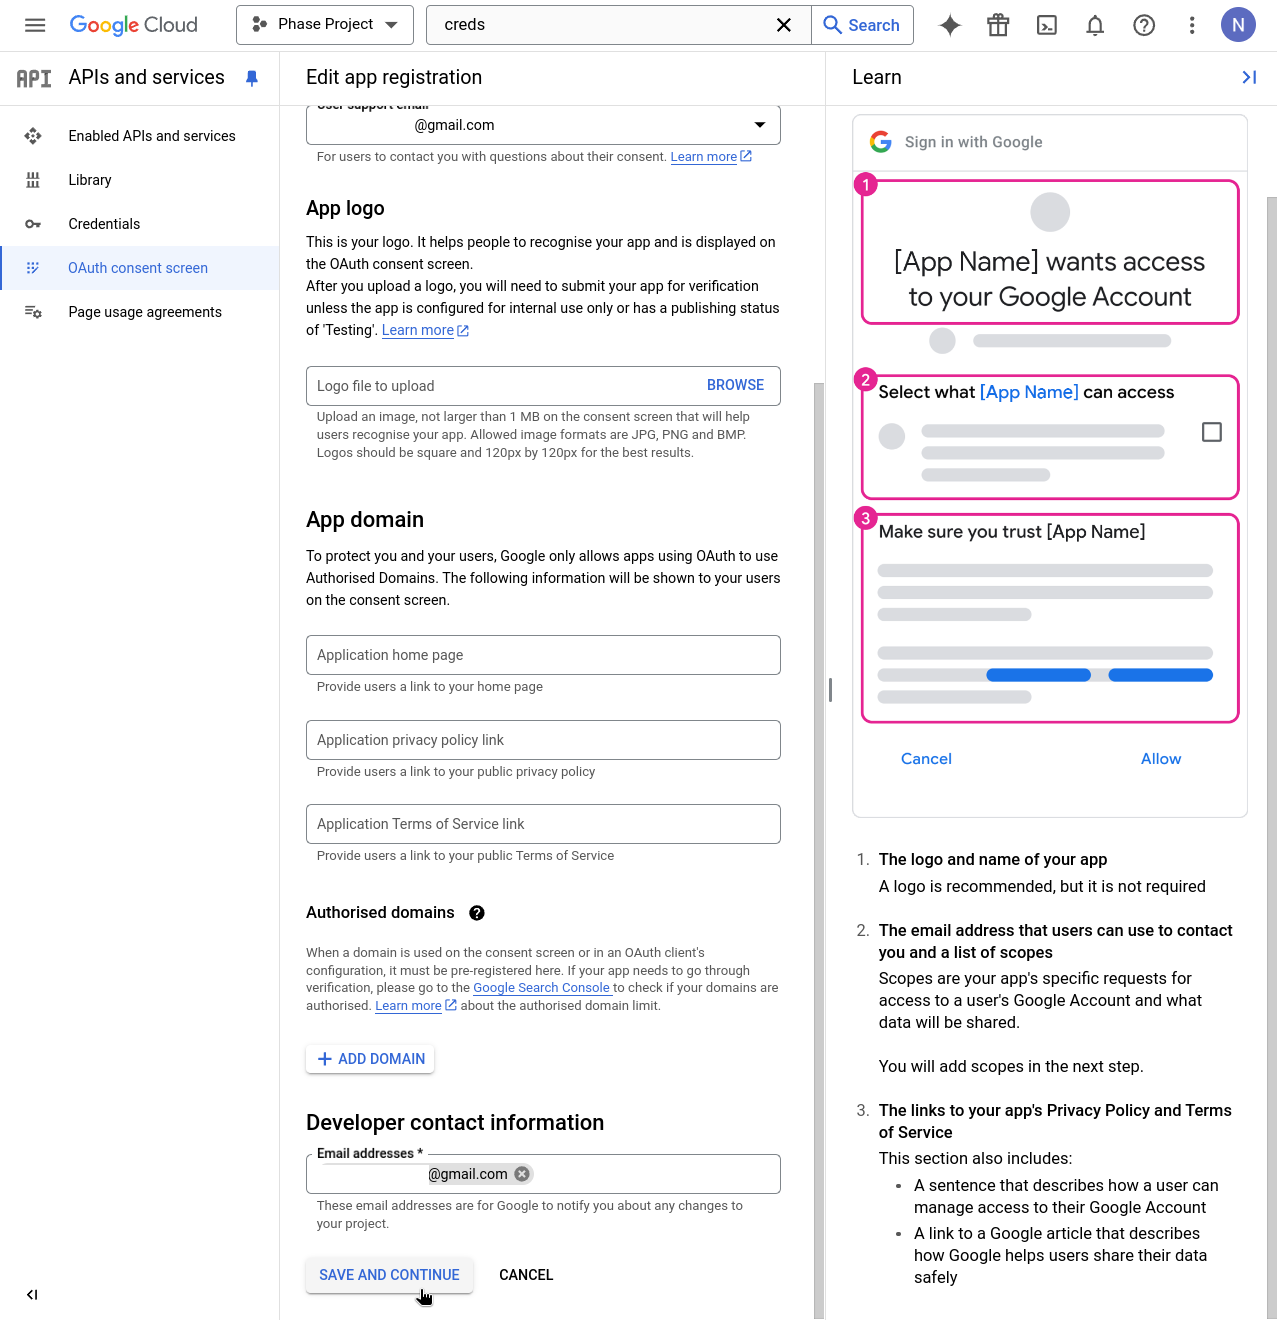 Google Cloud
Phase Project
creds
Search
N
API
APIs and services
Edit app registration
Learn
Enabled APIs and services
Library
Credentials
OAuth consent screen
Page usage agreements
User support email
@gmail.com
For users to contact you with questions about their consent. Learn more
App logo
This is your logo. It helps people to recognise your app and is displayed on
the OAuth consent screen.
After you upload a logo, you will need to submit your app for verification
unless the app is configured for internal use only or has a publishing status
of 'Testing'. Learn more
Logo file to upload
BROWSE
Upload an image, not larger than 1 MB on the consent screen that will help
users recognise your app. Allowed image formats are JPG, PNG and BMP.
Logos should be square and 120px by 120px for the best results.
App domain
To protect you and your users, Google only allows apps using OAuth to use
Authorised Domains. The following information will be shown to your users
on the consent screen.
Application home page
Provide users a link to your home page
Application privacy policy link
Provide users a link to your public privacy policy
Application Terms of Service link
Provide users a link to your public Terms of Service
Authorised domains
When a domain is used on the consent screen or in an OAuth client's
configuration, it must be pre-registered here. If your app needs to go through
verification, please go to the Google Search Console to check if your domains are
authorised. Learn more about the authorised domain limit.
ADD DOMAIN
Developer contact information
Email addresses *
@gmail.com
These email addresses are for Google to notify you about any changes to
your project.
SAVE AND CONTINUE
CANCEL
Sign in with Google
1
[App Name] wants access
to your Google Account
2
Select what [App Name] can access
3
Make sure you trust [App Name]
Cancel
Allow
1. The logo and name of your app
A logo is recommended, but it is not required
2. The email address that users can use to contact
you and a list of scopes
Scopes are your app's specific requests for
access to a user's Google Account and what
data will be shared.
You will add scopes in the next step.
3. The links to your app's Privacy Policy and Terms
of Service
This section also includes:
• A sentence that describes how a user can
manage access to their Google Account
• A link to a Google article that describes
how Google helps users share their data
safely